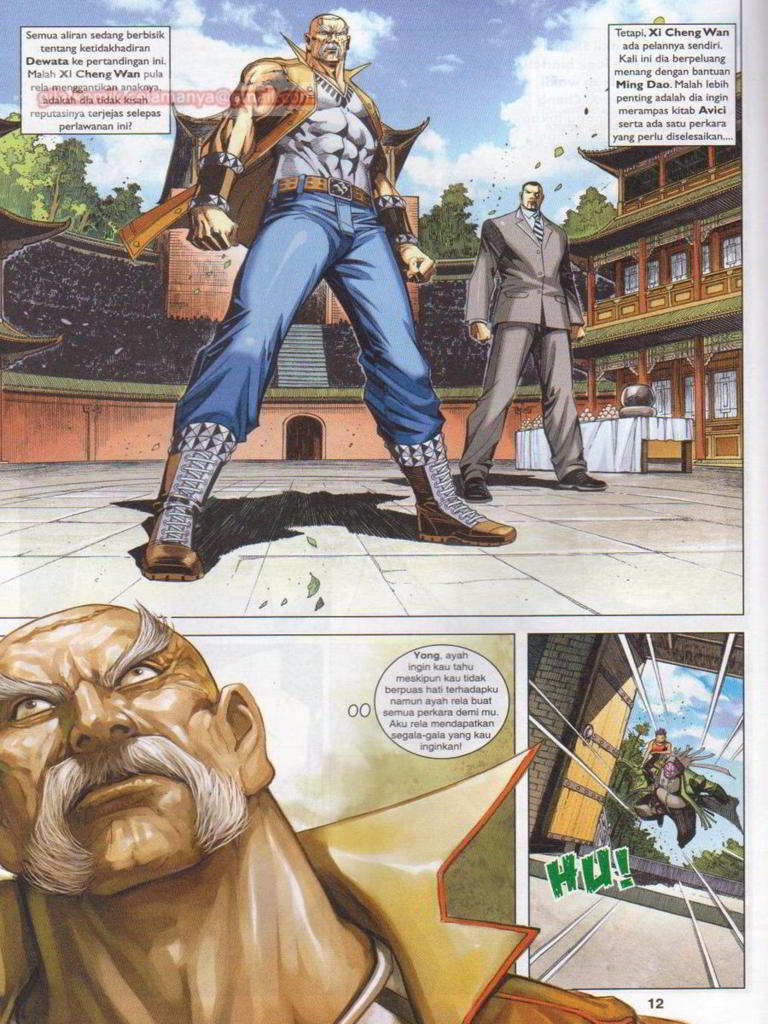 Semua aliran sedang berbisik
tentang ketidakhadiran
Dewata ke pertandingan ini.
Malah XI Cheng Wan pula
rela menggantikan anaknya,
adakah dia tidak kisah
reputasinya terjejas selepas
perlawanan ini?
Tetapi, Xi Cheng Wan
ada pelannya sendiri.
Kali ini dia berpeluang
menang dengan bantuan
Ming Dao. Malah lebih
penting adalah dia ingin
merampas kitab Avici
serta ada satu perkara
yang perlu diselesaikan....
Yong, ayah
ingin kau tahu
meskipun kau tidak
berpuas hati terhadapku
namun ayah rela buat
semua perkara demi mu.
Aku rela mendapatkan
segala-gala yang kau
inginkan!
HU!
12